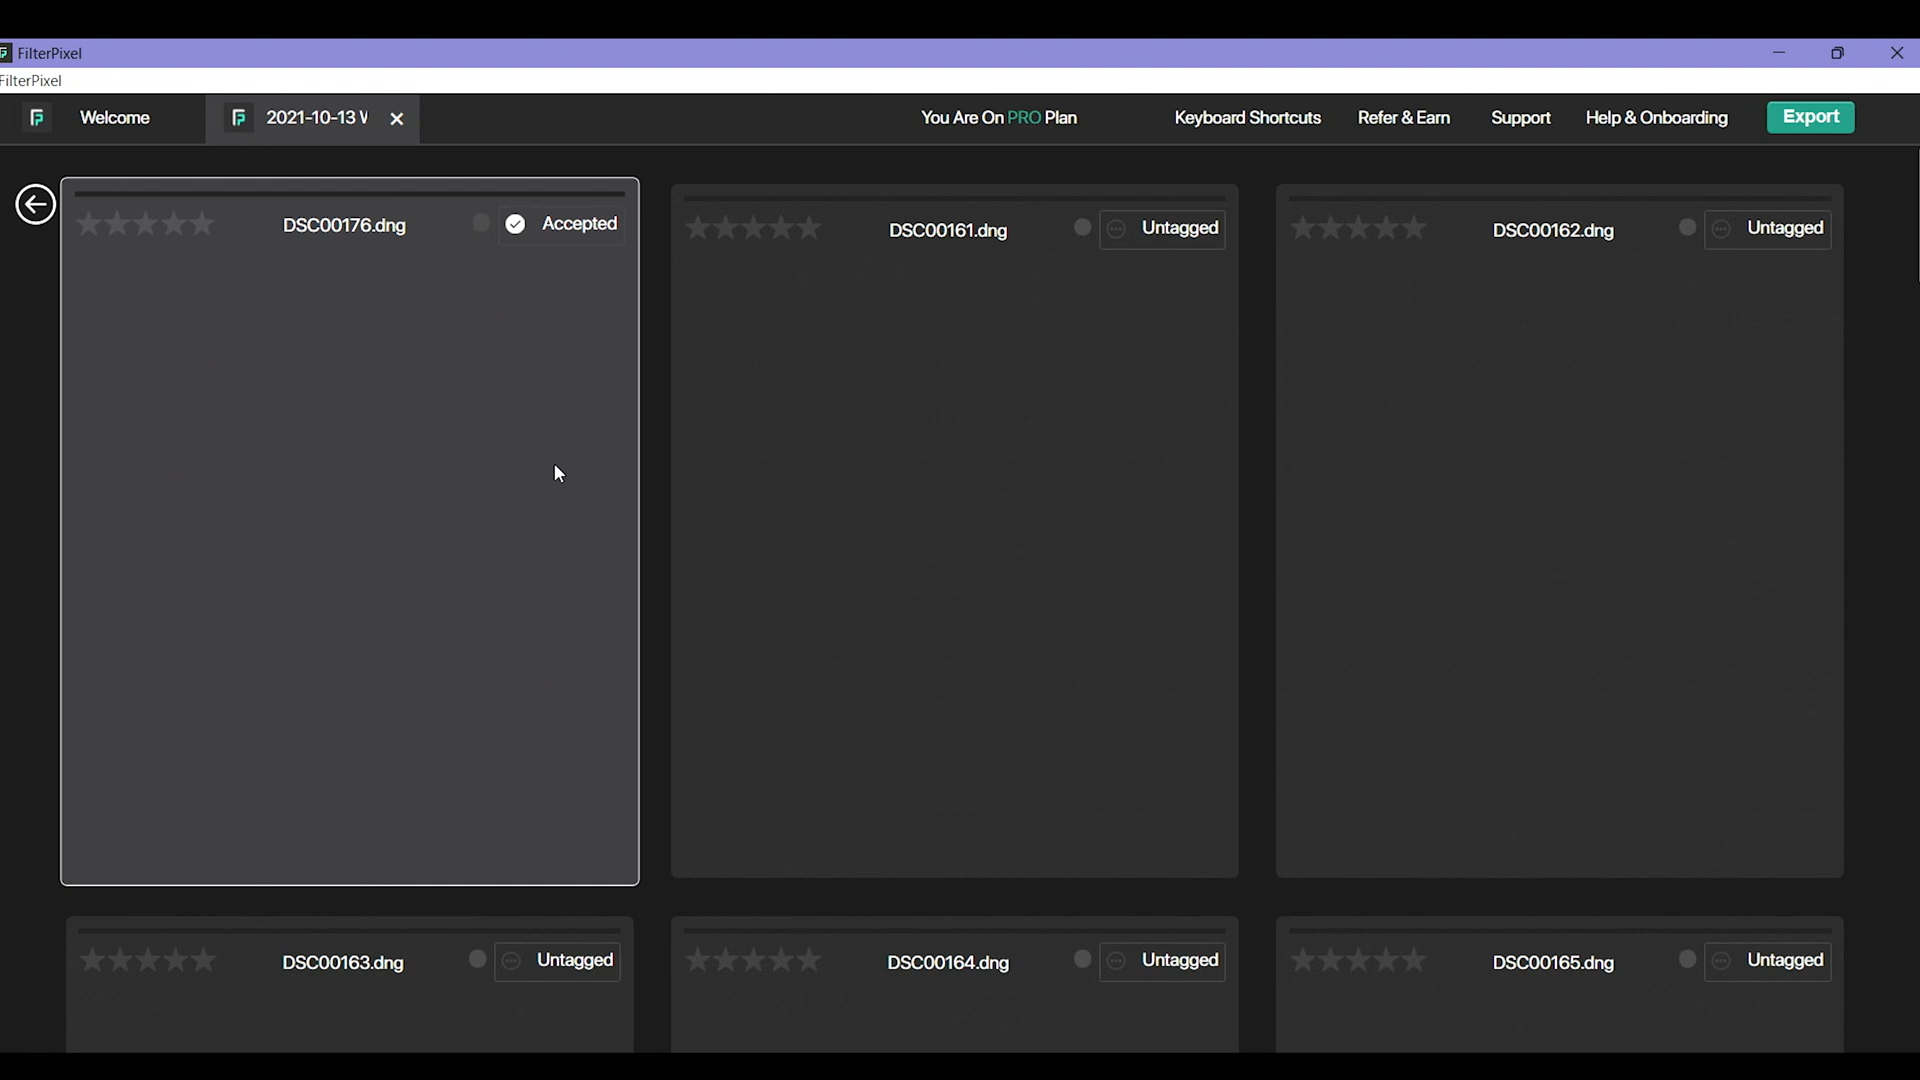 FilterPixel
FilterPixel
Welcome
2021-10-13 V
You Are On PRO Plan
Keyboard Shortcuts
Refer & Earn
Support
Help & Onboarding
Export
DSC00176.dng
Accepted
DSC00161.dng
Untagged
DSC00162.dng
Untagged
DSC00163.dng
Untagged
DSC00164.dng
Untagged
DSC00165.dng
Untagged